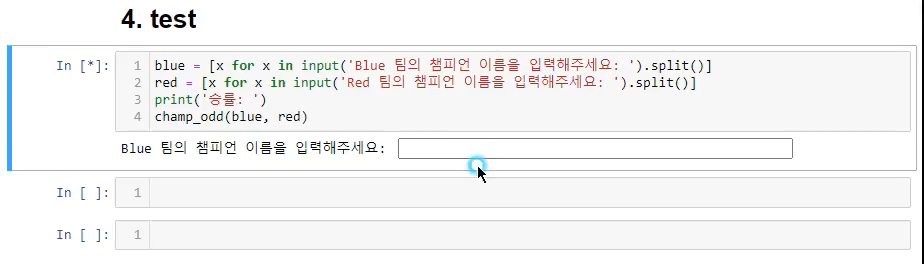 4. test
In [*]:
1 blue = [x for x in input('Blue 팀의 챔피언 이름을 입력해주세요: ').split()]
2 red = [x for x in input('Red 팀의 챔피언 이름을 입력해주세요: ').split()]
3 print('승률: ')
4 champ_odd(blue, red)
Blue 팀의 챔피언 이름을 입력해주세요:
In [ ]: 1
In [ ]: 1